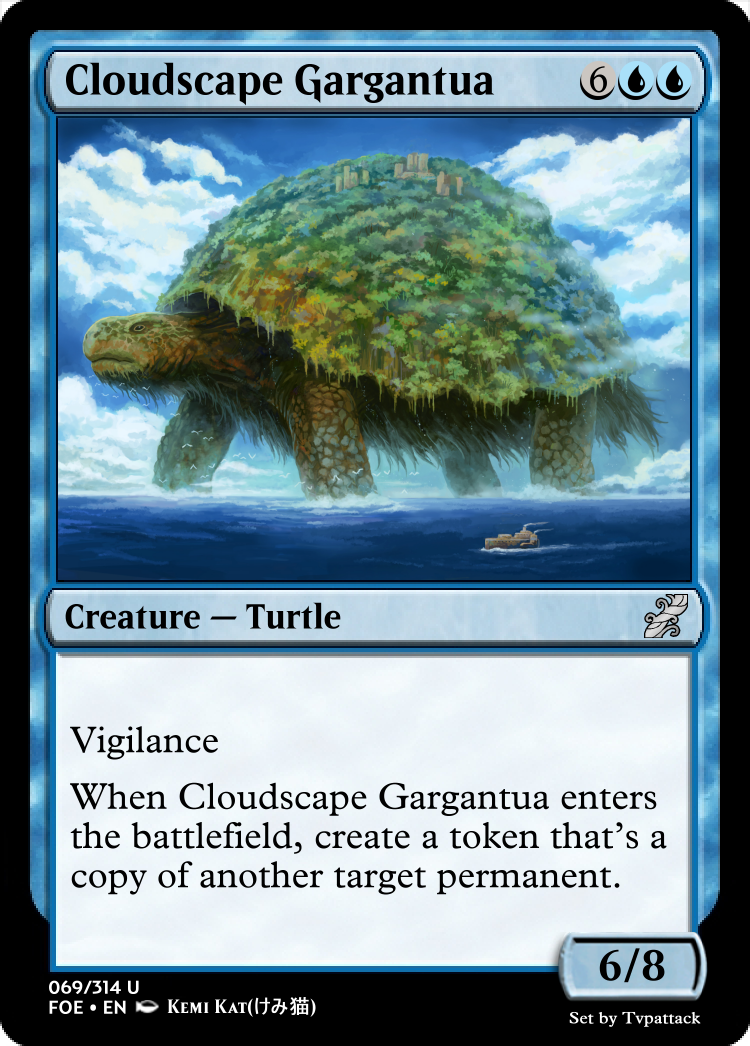 Cloudscape Gargantua 6
Creature — Turtle
Vigilance
When Cloudscape Gargantua enters
the battlefield, create a token that's a
copy of another target permanent.
6/8
069/314 U
FOE • EN Kemi Kat(けみ猫)
Set by Tvpattack